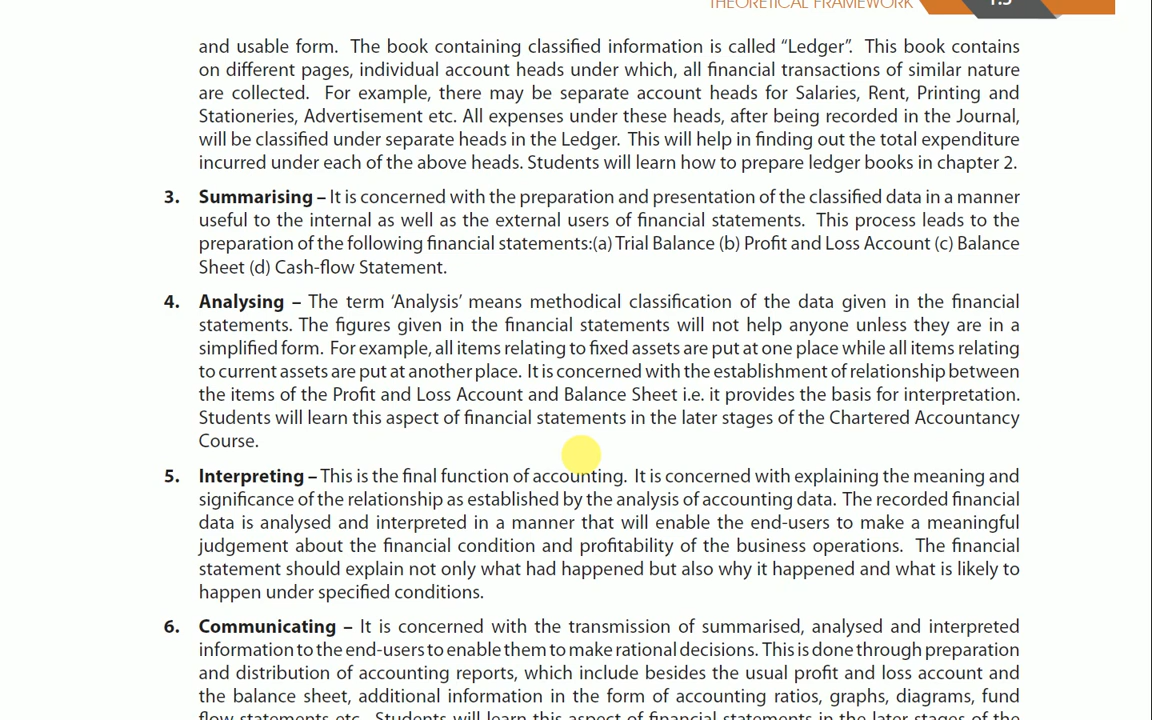 THEORETICAL FRAMEWORK 1.5
and usable form. The book containing classified information is called “Ledger”. This book contains
on different pages, individual account heads under which, all financial transactions of similar nature
are collected. For example, there may be separate account heads for Salaries, Rent, Printing and
Stationeries, Advertisement etc. All expenses under these heads, after being recorded in the Journal,
will be classified under separate heads in the Ledger. This will help in finding out the total expenditure
incurred under each of the above heads. Students will learn how to prepare ledger books in chapter 2.
3. Summarising – It is concerned with the preparation and presentation of the classified data in a manner
useful to the internal as well as the external users of financial statements. This process leads to the
preparation of the following financial statements:(a) Trial Balance (b) Profit and Loss Account (c) Balance
Sheet (d) Cash-flow Statement.
4. Analysing – The term ‘Analysis’ means methodical classification of the data given in the financial
statements. The figures given in the financial statements will not help anyone unless they are in a
simplified form. For example, all items relating to fixed assets are put at one place while all items relating
to current assets are put at another place. It is concerned with the establishment of relationship between
the items of the Profit and Loss Account and Balance Sheet i.e. it provides the basis for interpretation.
Students will learn this aspect of financial statements in the later stages of the Chartered Accountancy
Course.
5. Interpreting – This is the final function of accounting. It is concerned with explaining the meaning and
significance of the relationship as established by the analysis of accounting data. The recorded financial
data is analysed and interpreted in a manner that will enable the end-users to make a meaningful
judgement about the financial condition and profitability of the business operations. The financial
statement should explain not only what had happened but also why it happened and what is likely to
happen under specified conditions.
6. Communicating – It is concerned with the transmission of summarised, analysed and interpreted
information to the end-users to enable them to make rational decisions. This is done through preparation
and distribution of accounting reports, which include besides the usual profit and loss account and
the balance sheet, additional information in the form of accounting ratios, graphs, diagrams, fund
flow statements etc. Students will learn this aspect of financial statements in the later stages of the